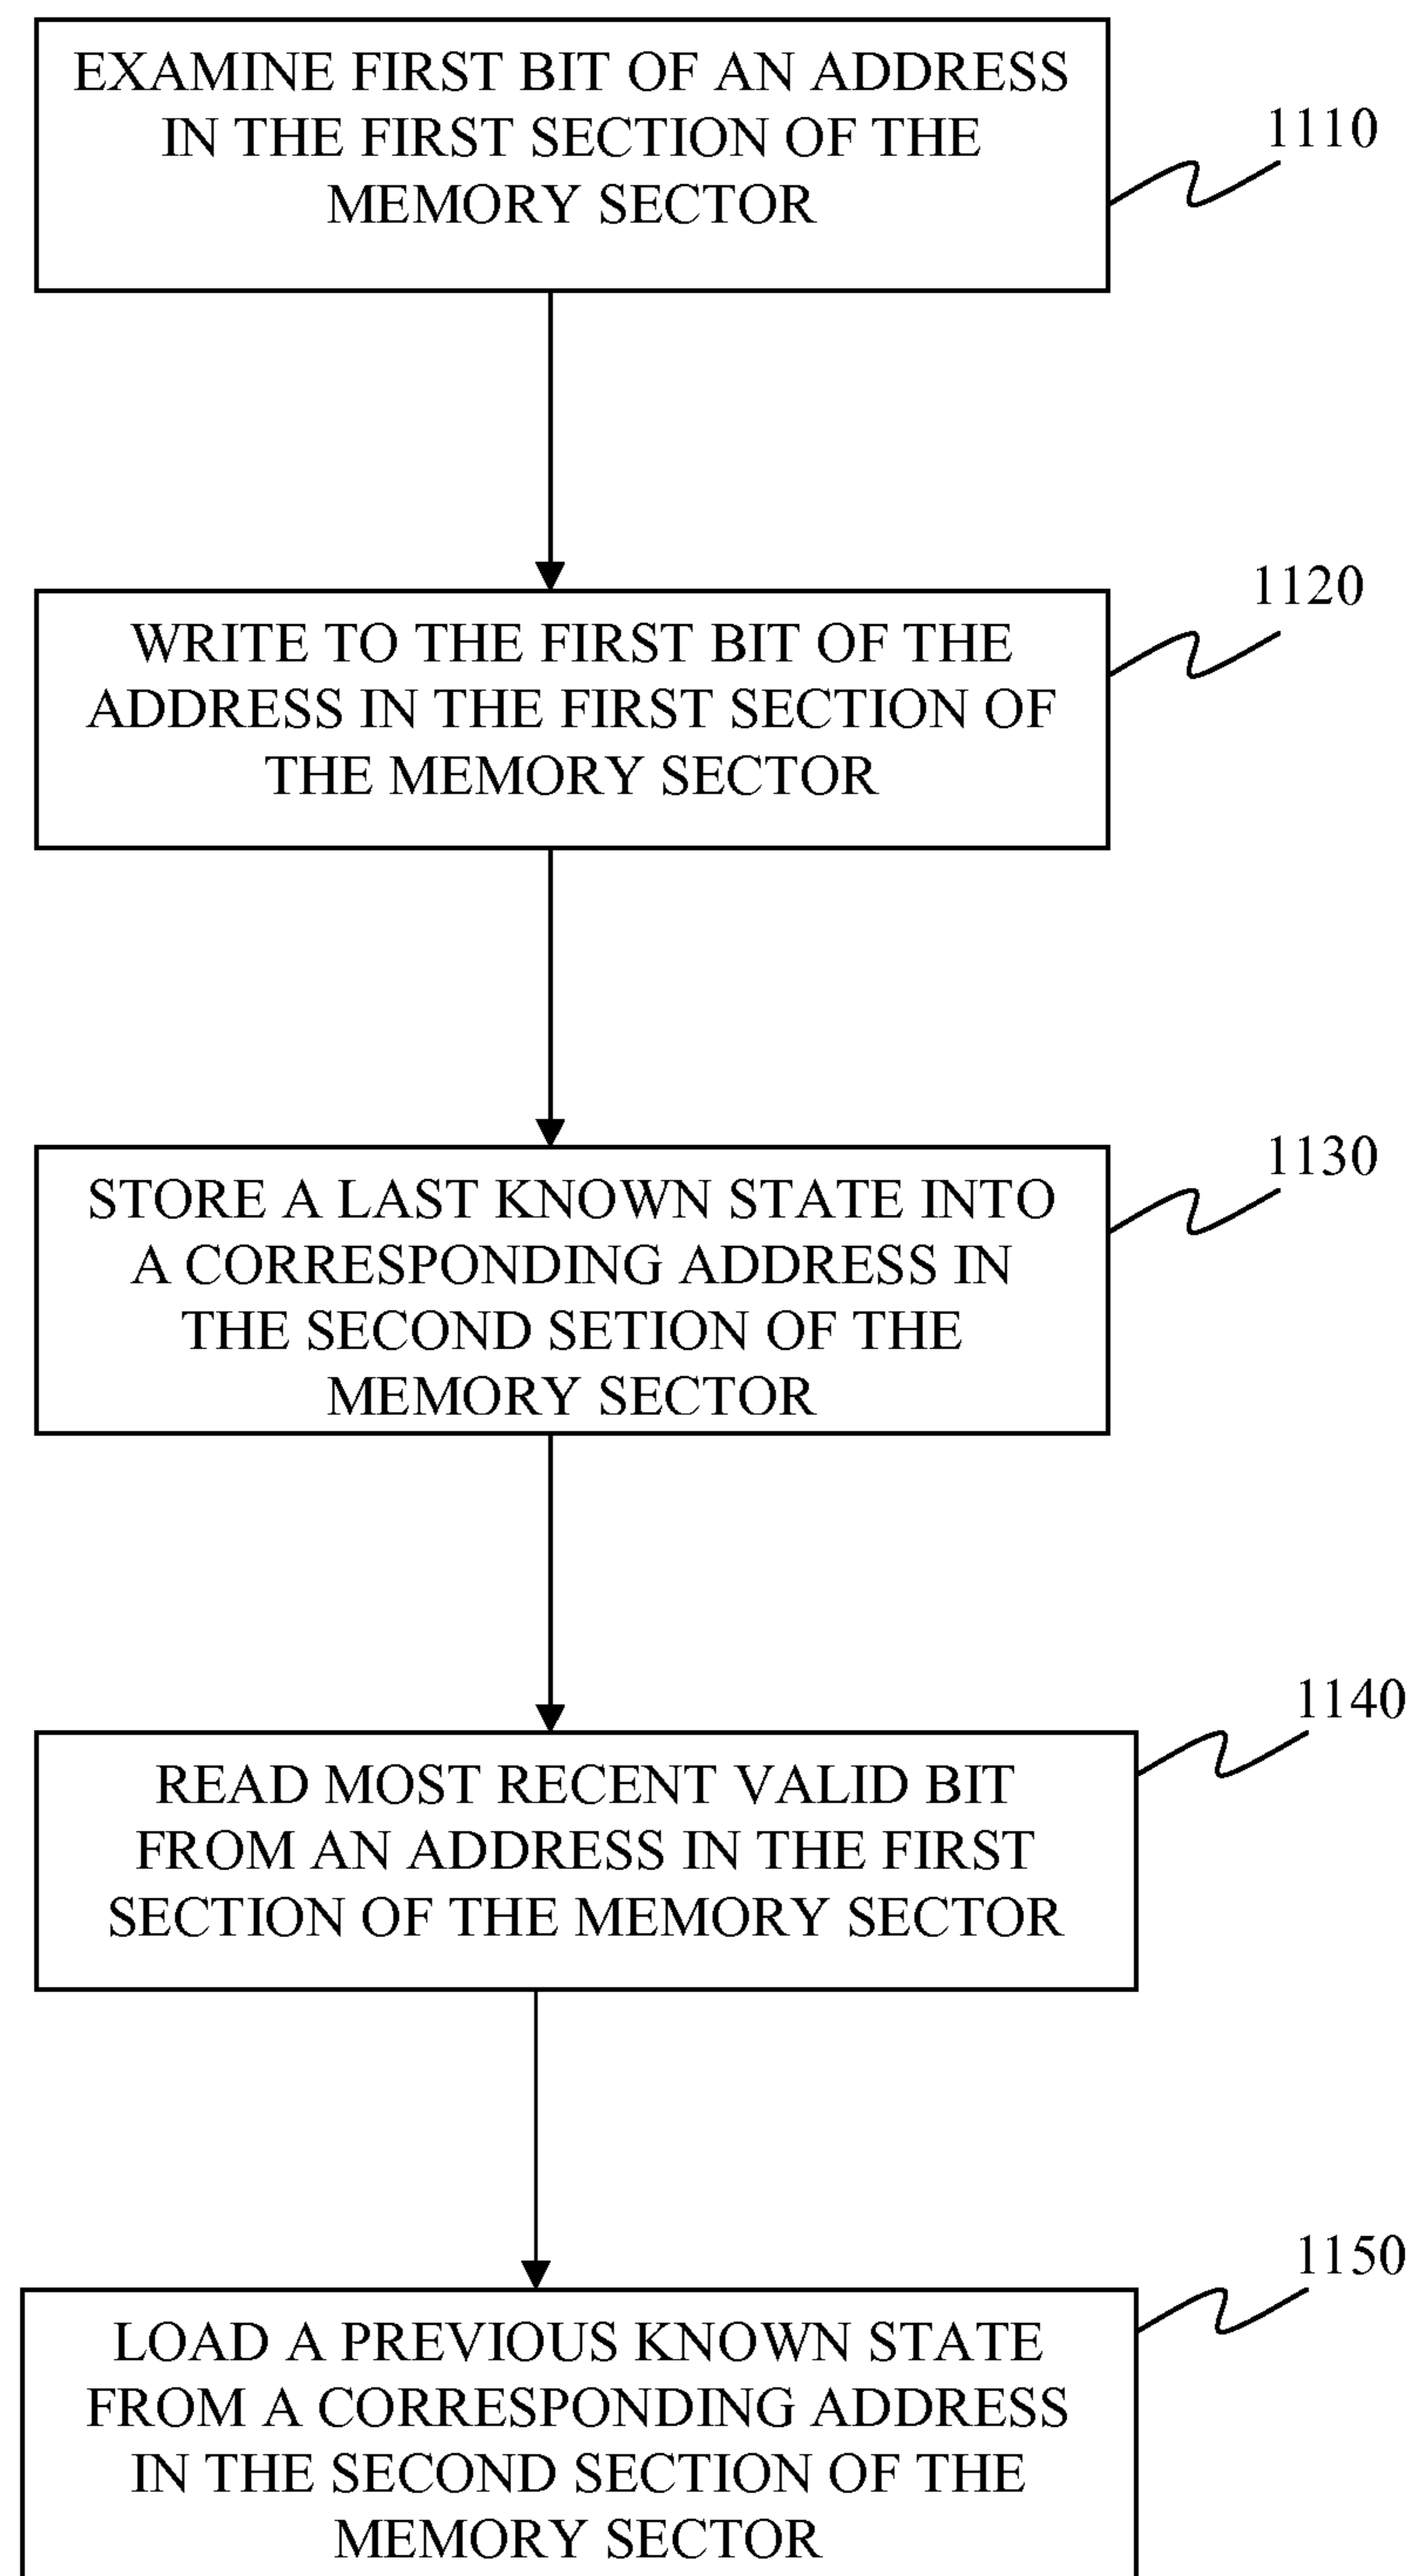 EXAMINE FIRST BIT OF AN ADDRESS
IN THE FIRST SECTION OF THE
MEMORY SECTOR
1110
WRITE TO THE FIRST BIT OF THE
ADDRESS IN THE FIRST SECTION OF
THE MEMORY SECTOR
1120
STORE A LAST KNOWN STATE INTO
A CORRESPONDING ADDRESS IN
THE SECOND SETION OF THE
MEMORY SECTOR
1130
READ MOST RECENT VALID BIT
FROM AN ADDRESS IN THE FIRST
SECTION OF THE MEMORY SECTOR
1140
LOAD A PREVIOUS KNOWN STATE
FROM A CORRESPONDING ADDRESS
IN THE SECOND SECTION OF THE
MEMORY SECTOR
1150